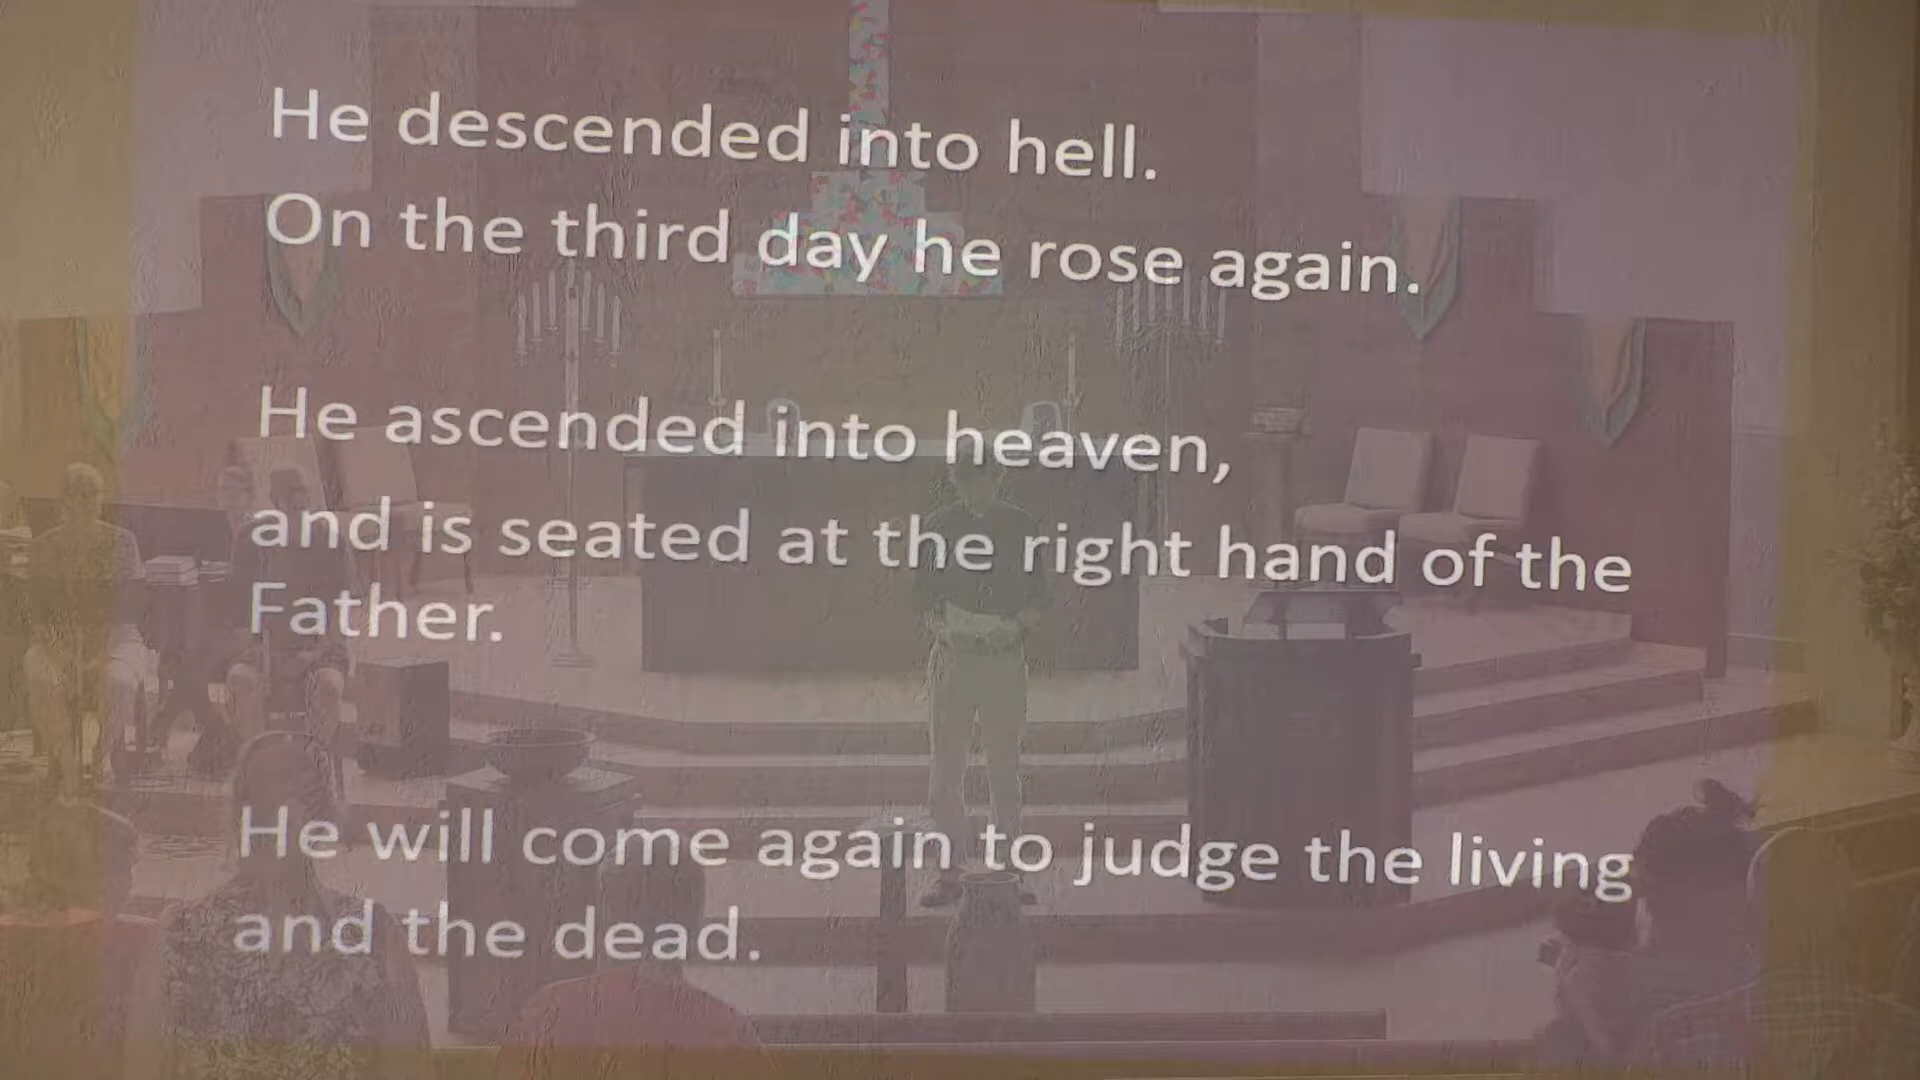 He descended into hell.
On the third day he rose again.
He ascended into heaven,
and is seated at the right hand of the
Father.
He will come again to judge the living
and the dead.